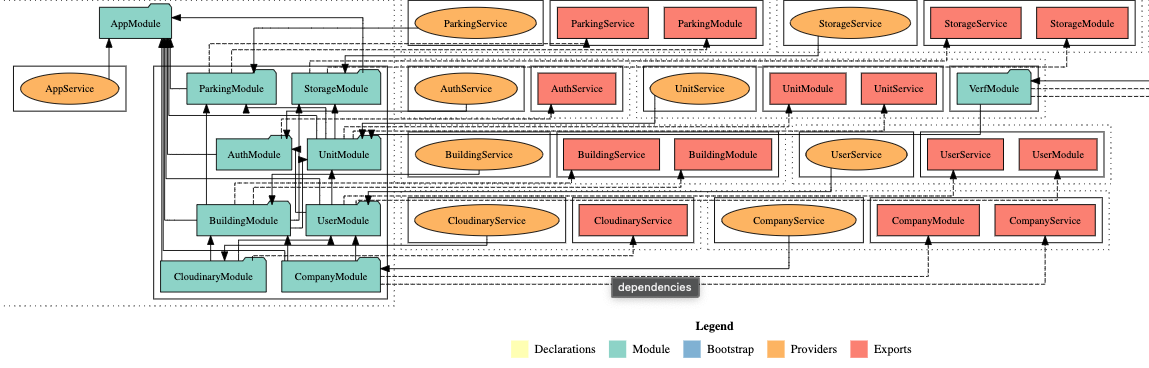 AppModule
ParkingService
ParkingService
ParkingModule
StorageService
StorageService
StorageModule
AppService
ParkingModule
StorageModule
AuthService
AuthService
UnitService
UnitModule
UnitService
VerfModule
AuthModule
UnitModule
BuildingService
BuildingService
BuildingModule
UserService
UserService
UserModule
BuildingModule
UserModule
CloudinaryService
CloudinaryService
CompanyService
CompanyModule
CompanyService
CloudinaryModule
CompanyModule
dependencies
Legend
Declarations
Module
Bootstrap
Providers
Exports